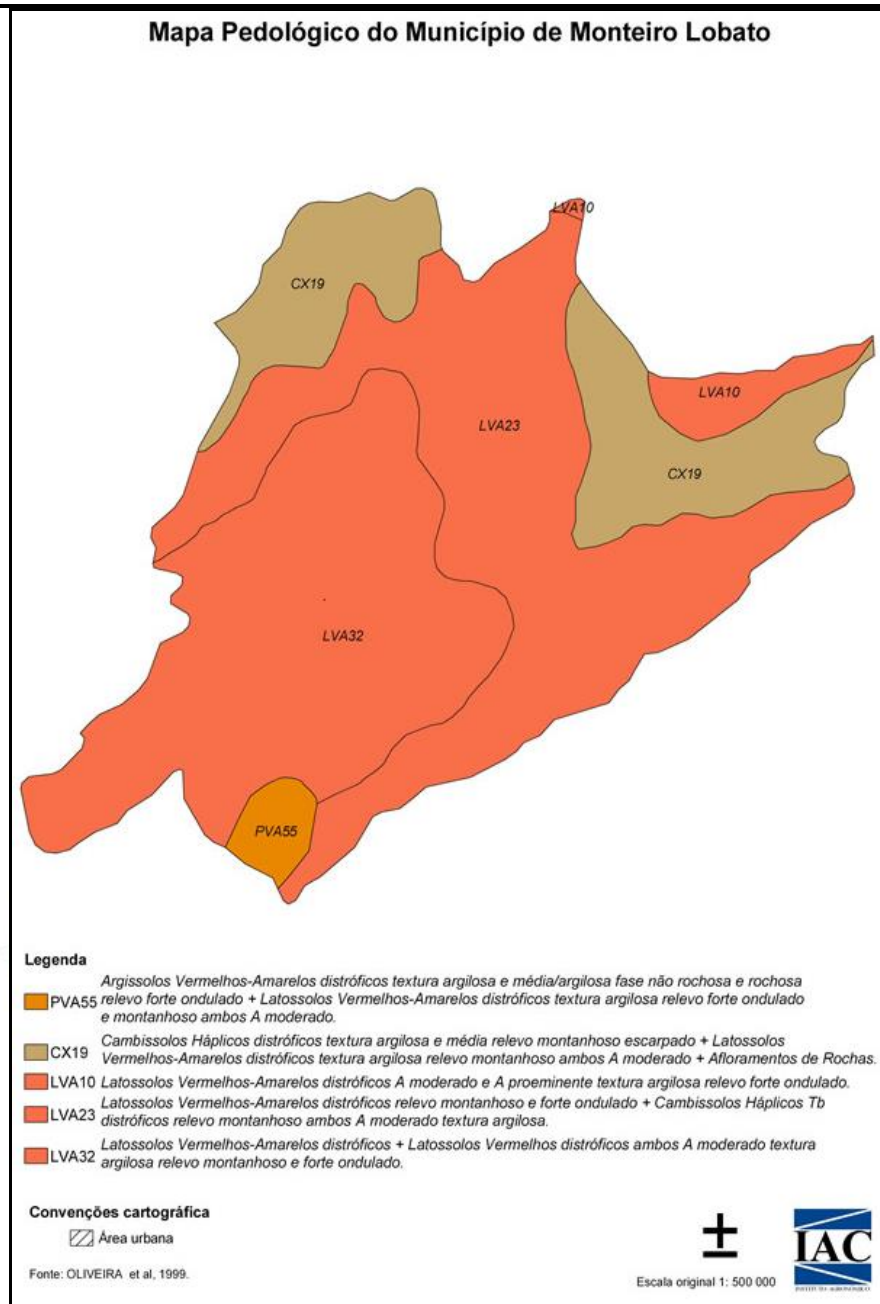 Mapa Pedológico do Município de Monteiro Lobato
LVA10
CX19
LVA10
LVA23
CX19
LVA32
PVA55
Legenda
PVA55 Argissolos Vermelhos-Amarelos distróficos textura argilosa e média/argilosa fase não rochosa e rochosa
relevo forte ondulado + Latossolos Vermelhos-Amarelos distróficos textura argilosa relevo forte ondulado
e montanhoso ambos A moderado.
CX19 Cambissolos Háplicos distróficos textura argilosa e média relevo montanhoso escarpado + Latossolos
Vermelhos-Amarelos distróficos textura argilosa relevo montanhoso ambos A moderado + Afloramentos de Rochas.
LVA10 Latossolos Vermelhos-Amarelos distróficos A moderado e A proeminente textura argilosa relevo forte ondulado.
LVA23 Latossolos Vermelhos-Amarelos distróficos relevo montanhoso e forte ondulado + Cambissolos Háplicos Tb
distróficos relevo montanhoso ambos A moderado textura argilosa.
LVA32 Latossolos Vermelhos-Amarelos distróficos + Latossolos Vermelhos distróficos ambos A moderado textura
argilosa relevo montanhoso e forte ondulado.
Convenções cartográfica
Área urbana
Fonte: OLIVEIRA et al, 1999.
Escala original 1: 500 000
IAC
INSTITUTO AGRONÔMICO